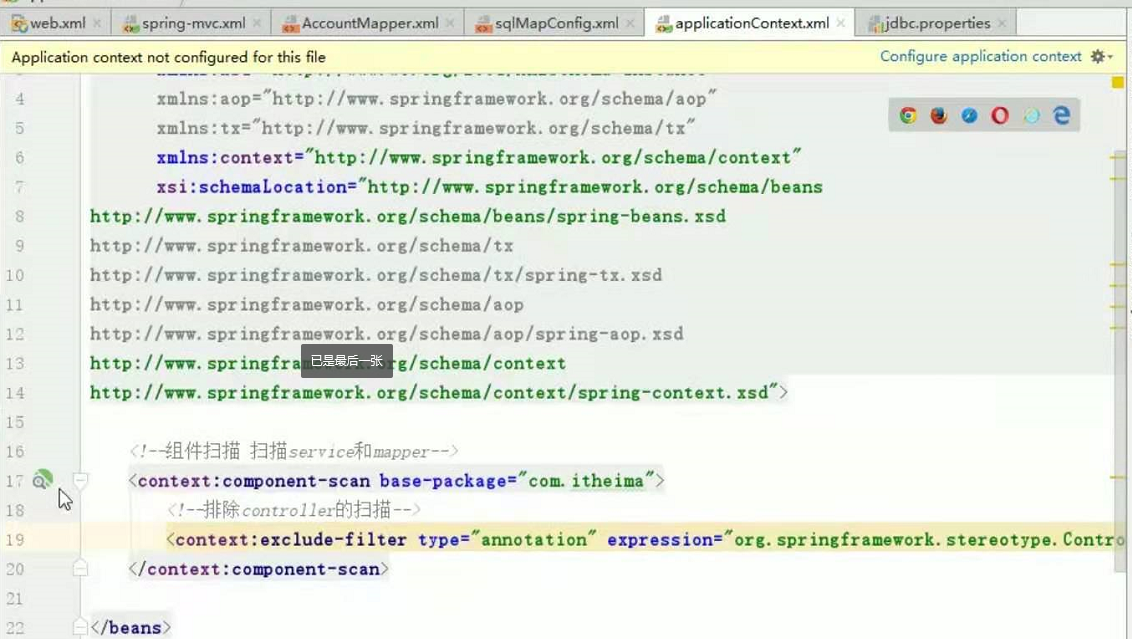 web.xml spring-mvc.xml AccountMapper.xml sqlMapConfig.xml applicationContext.xml jdbc.properties
Application context not configured for this file Configure application context
4 xmlns:aop="http://www.springframework.org/schema/aop"
5 xmlns:tx="http://www.springframework.org/schema/tx"
6 xmlns:context="http://www.springframework.org/schema/context"
7 xsi:schemaLocation="http://www.springframework.org/schema/beans
8 http://www.springframework.org/schema/beans/spring-beans.xsd
9 http://www.springframework.org/schema/tx
10 http://www.springframework.org/schema/tx/spring-tx.xsd
11 http://www.springframework.org/schema/aop
12 http://www.springframework.org/schema/aop/spring-aop.xsd
已是最后一张
13 http://www.springframework.org/schema/context
14 http://www.springframework.org/schema/context/spring-context.xsd">
15
16 <!--组件扫描 扫描service和mapper-->
17 <context:component-scan base-package="com.itheima">
18 <!--排除controller的扫描-->
19 <context:exclude-filter type="annotation" expression="org.springframework.stereotype.Contro
20 </context:component-scan>
21
22 </beans>